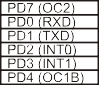 PD7 (OC2)
PD0 (RXD)
PD1 (TXD)
PD2 (INT0)
PD3 (INT1)
PD4 (OC1B)